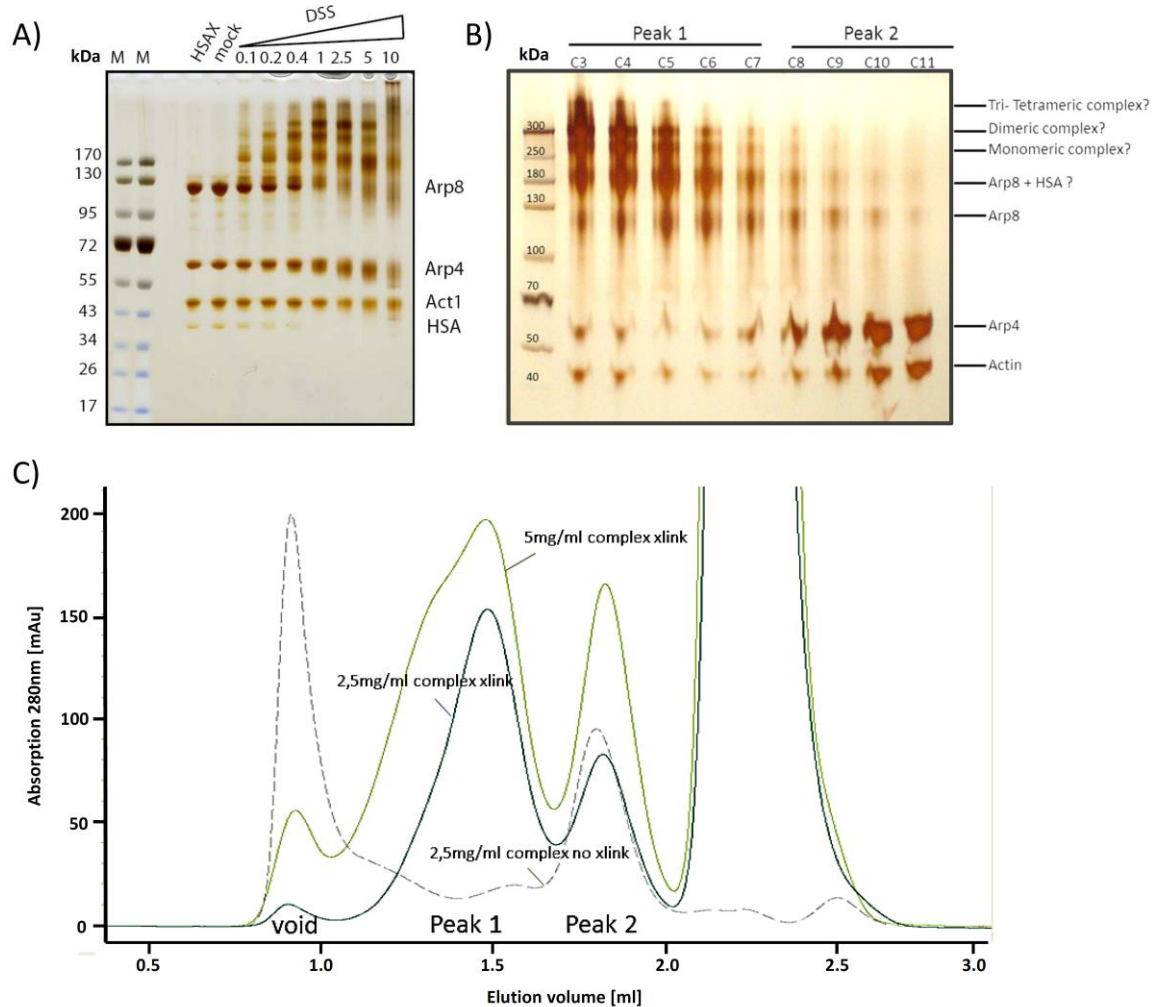 A)
DSS
kDa M M HSAX mock 0.1 0.2 0.4 1 2.5 5 10
170
130
95
72
55
43
34
26
17
Arp8
Arp4
Act1
HSA
B)
Peak 1 Peak 2
kDa C3 C4 C5 C6 C7 C8 C9 C10 C11
300
250
180
130
100
70
50
40
Tri- Tetrameric complex?
Dimeric complex?
Monomeric complex?
Arp8 + HSA ?
Arp8
Arp4
Actin
C)
Absorption 280nm [mAu]
200
150
100
50
0
5mg/ml complex xlink
2,5mg/ml complex xlink
2,5mg/ml complex no xlink
void Peak 1 Peak 2
0.5 1.0 1.5 2.0 2.5 3.0
Elution volume [ml]